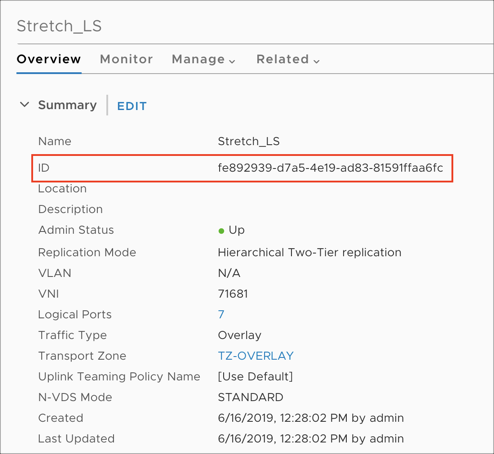 Stretch_LS
Overview Monitor Manage Related
Summary EDIT
Name Stretch_LS
ID fe892939-d7a5-4e19-ad83-81591ffaa6fc
Location
Description
Admin Status Up
Replication Mode Hierarchical Two-Tier replication
VLAN N/A
VNI 71681
Logical Ports 7
Traffic Type Overlay
Transport Zone TZ-OVERLAY
Uplink Teaming Policy Name [Use Default]
N-VDS Mode STANDARD
Created 6/16/2019, 12:28:02 PM by admin
Last Updated 6/16/2019, 12:28:02 PM by admin